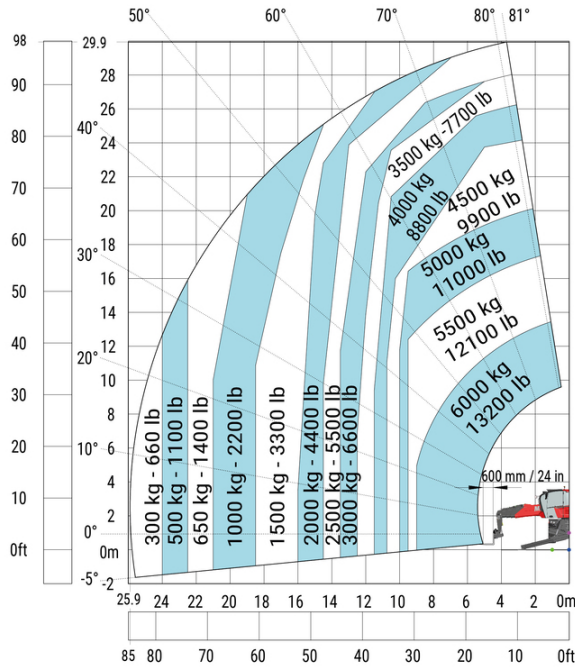 50°
60°
70°
80°
81°
98
29.9
90
28
26
80
40°
24
22
70
20
60
18
30°
50
16
14
40
20°
12
30
10
8
20
10°
6
4
10
2
0°
0ft
0m
-5°
-2
3500 kg -7700 lb
4000 kg
8800 lb
4500 kg
9900 lb
5000 kg
11000 lb
5500 kg
12100 lb
6000 kg
13200 lb
600 mm / 24 in
300 kg - 660 lb
500 kg - 1100 lb
650 kg - 1400 lb
1000 kg - 2200 lb
1500 kg - 3300 lb
2000 kg - 4400 lb
2500 kg - 5500 lb
3000 kg - 6600 lb
25.9 24 22 20 18 16 14 12 10 8 6 4 2 0m
85 80 70 60 50 40 30 20 10 0ft